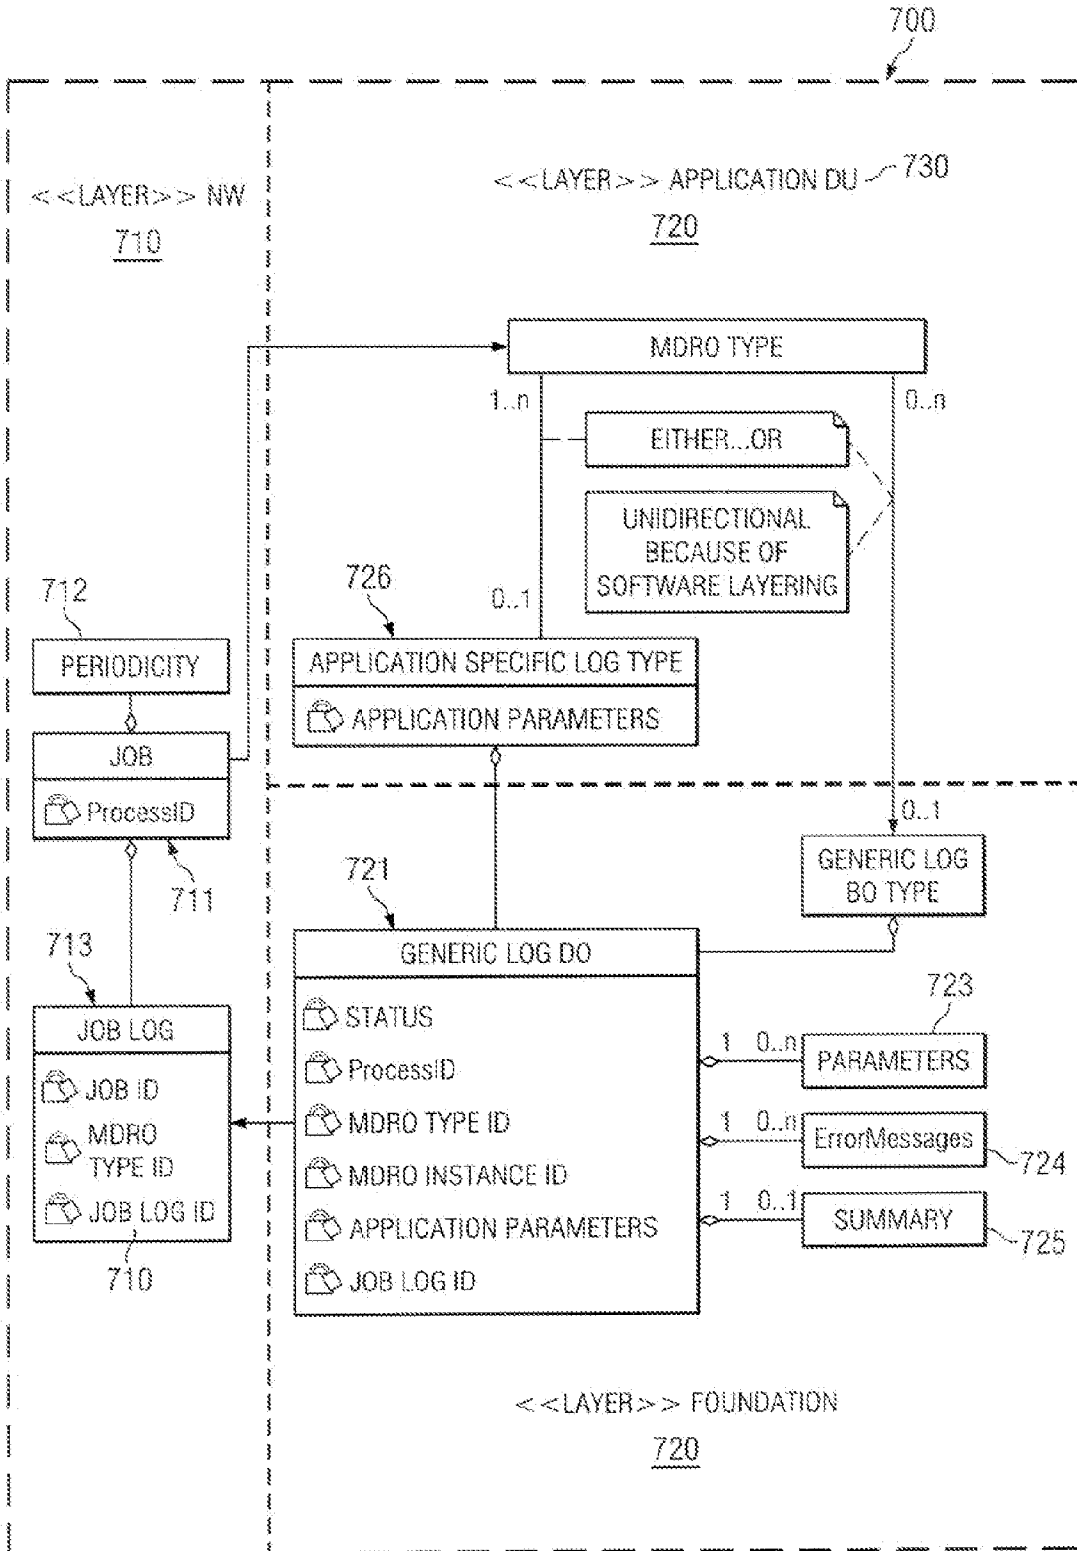 700
<<LAYER>> NW
710
<<LAYER>> APPLICATION DU 730
720
MDRO TYPE
1..n
0..n
EITHER...OR
UNIDIRECTIONAL
BECAUSE OF
SOFTWARE LAYERING
726
0..1
712
PERIODICITY
APPLICATION SPECIFIC LOG TYPE
APPLICATION PARAMETERS
JOB
ProcessID
711
0..1
GENERIC LOG
BO TYPE
721
GENERIC LOG DO
STATUS
ProcessID
MDRO TYPE ID
MDRO INSTANCE ID
APPLICATION PARAMETERS
JOB LOG ID
713
JOB LOG
JOB ID
MDRO
TYPE ID
JOB LOG ID
710
723
1 0..n
PARAMETERS
1 0..n
ErrorMessages
724
1 0..1
SUMMARY
725
<<LAYER>> FOUNDATION
720